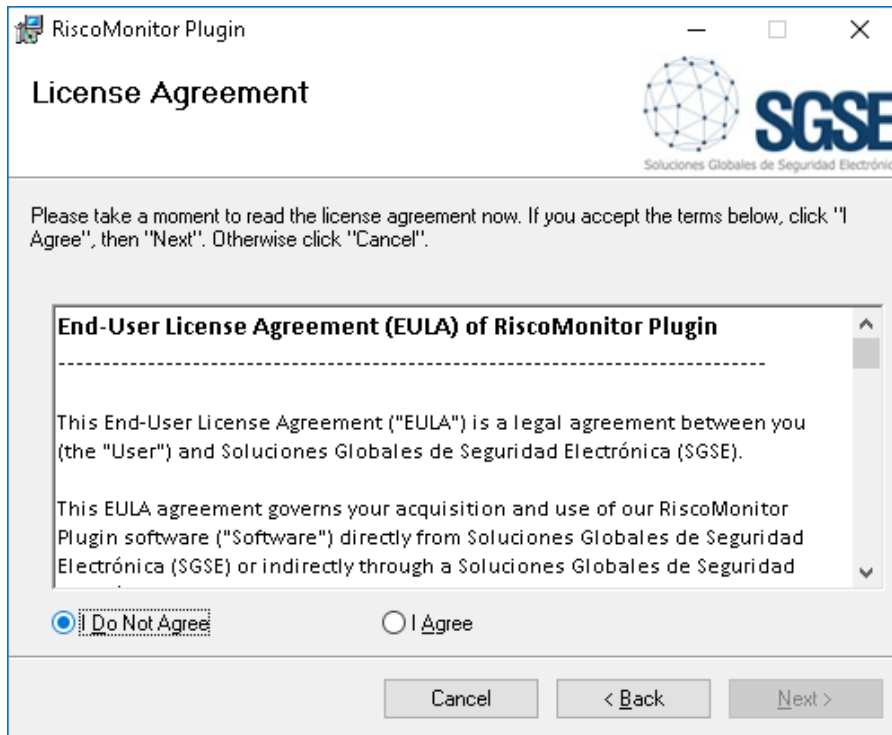 RiscoMonitor Plugin
License Agreement
SGSE
Soluciones Globales de Seguridad
Please take a moment to read the license agreement now. If you accept the terms below, click "I
Agree", then "Next". Otherwise click "Cancel".
End-User License Agreement (EULA) of RiscoMonitor Plugin
-------------------------------------------------------------------------------
This End-User License Agreement ("EULA") is a legal agreement between you
(the "User") and Soluciones Globales de Seguridad Electrónica (SGSE).
This EULA agreement governs your acquisition and use of our RiscoMonitor
Plugin software ("Software") directly from Soluciones Globales de Seguridad
Electrónica (SGSE) or indirectly through a Soluciones Globales de Seguridad
I Do Not Agree
I Agree
Cancel
< Back
Next >